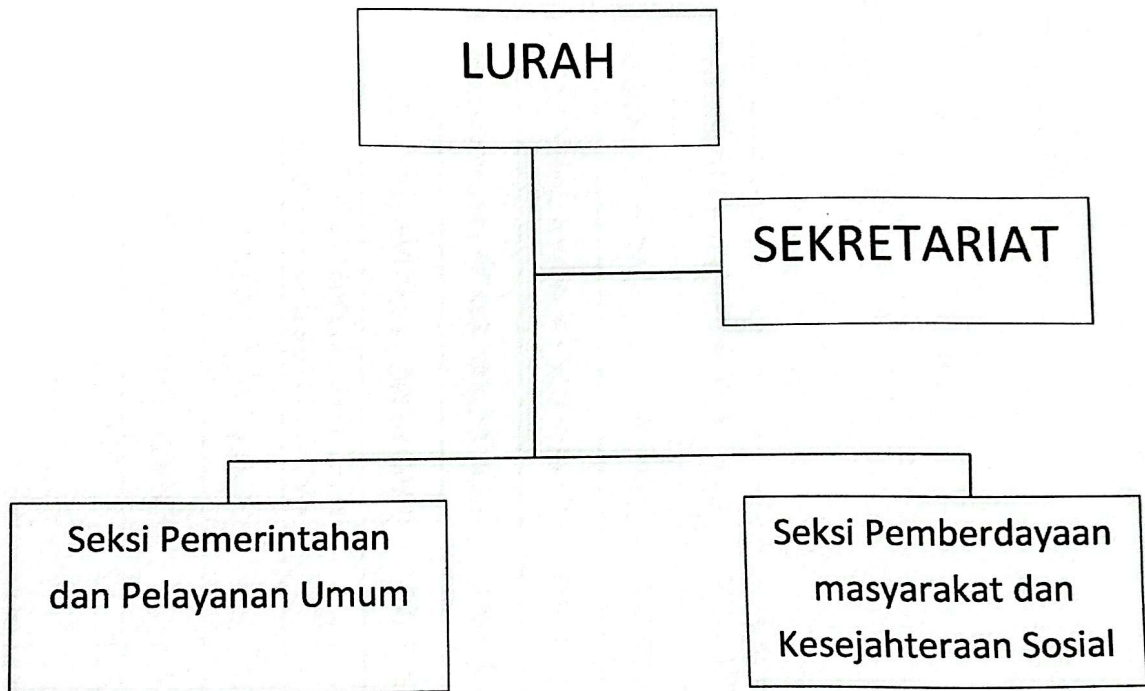 LURAH
SEKRETARIAT
Seksi Pemerintahan
dan Pelayanan Umum
Seksi Pemberdayaan
masyarakat dan
Kesejahteraan Sosial